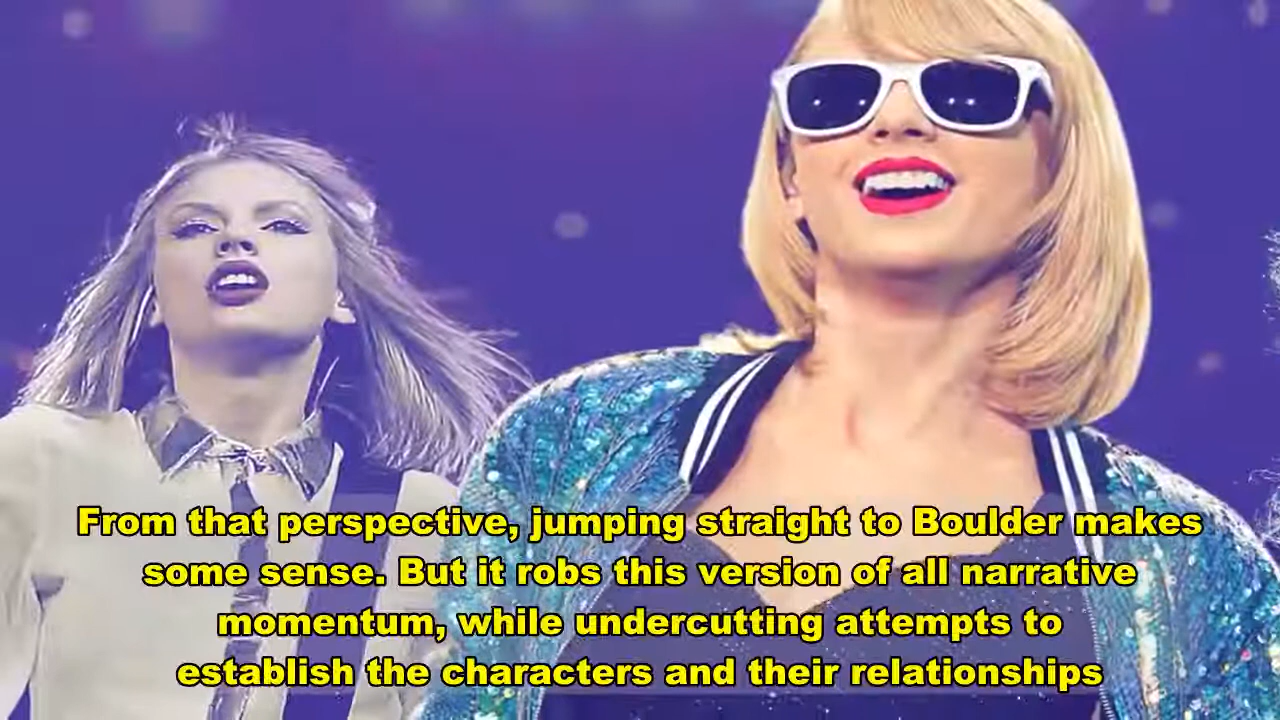 From that perspective, jumping straight to Boulder makes
some sense. But it robs this version of all narrative
momentum, while undercutting attempts to
establish the characters and their relationships